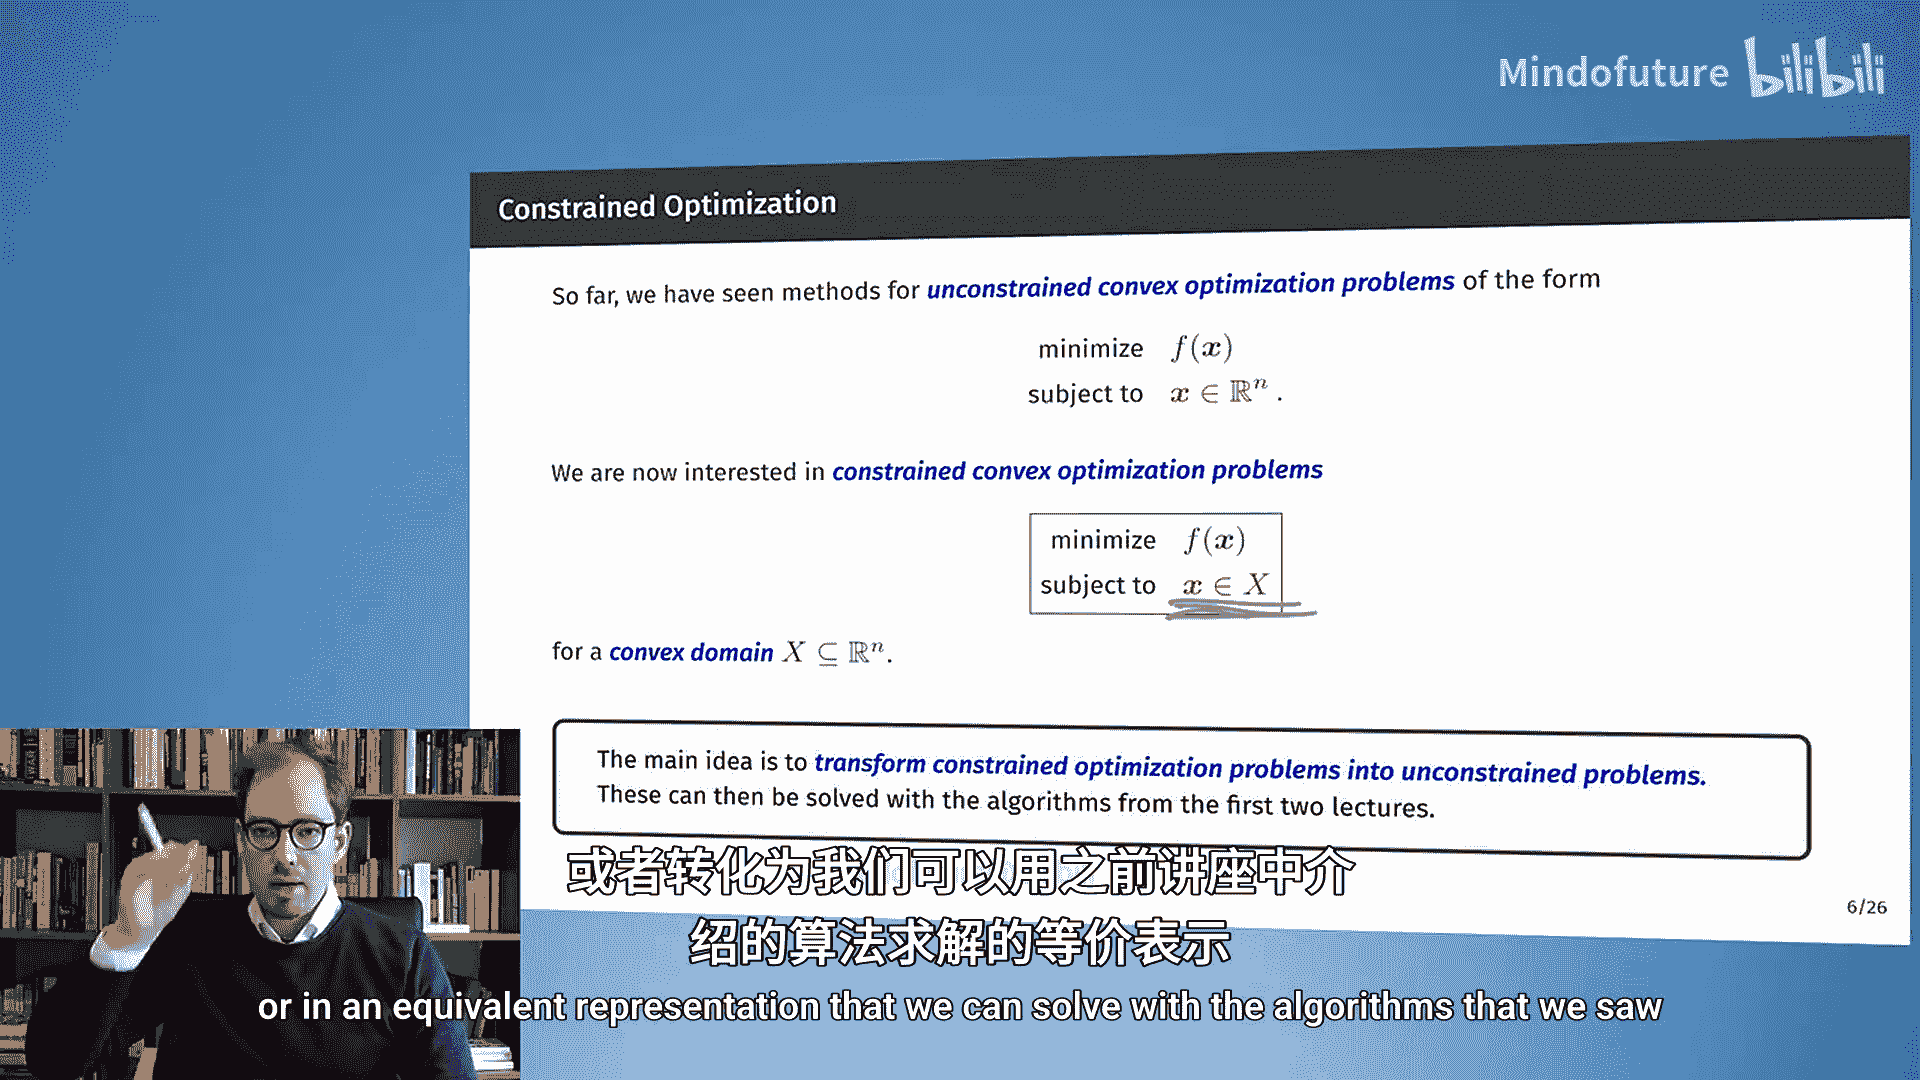 Mindofuture bilibili
Constrained Optimization
So far, we have seen methods for unconstrained convex optimization problems of the form
minimize f(x)
subject to x ∈ ℝⁿ .
We are now interested in constrained convex optimization problems
minimize f(x)
subject to x ∈ X
for a convex domain X ⊆ ℝⁿ.
The main idea is to transform constrained optimization problems into unconstrained problems.
These can then be solved with the algorithms from the first two lectures.
6/26
或者转化为我们可以用之前讲座中介
绍的算法求解的等价表示
or in an equivalent representation that we can solve with the algorithms that we saw